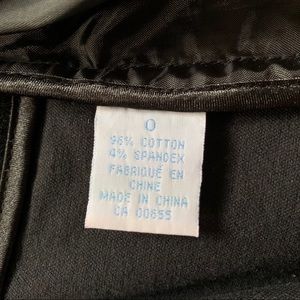 0
96% COTTON
4% SPANDEX
FABRIQUÉ EN
CHINE
MADE IN CHINA
CA 00855